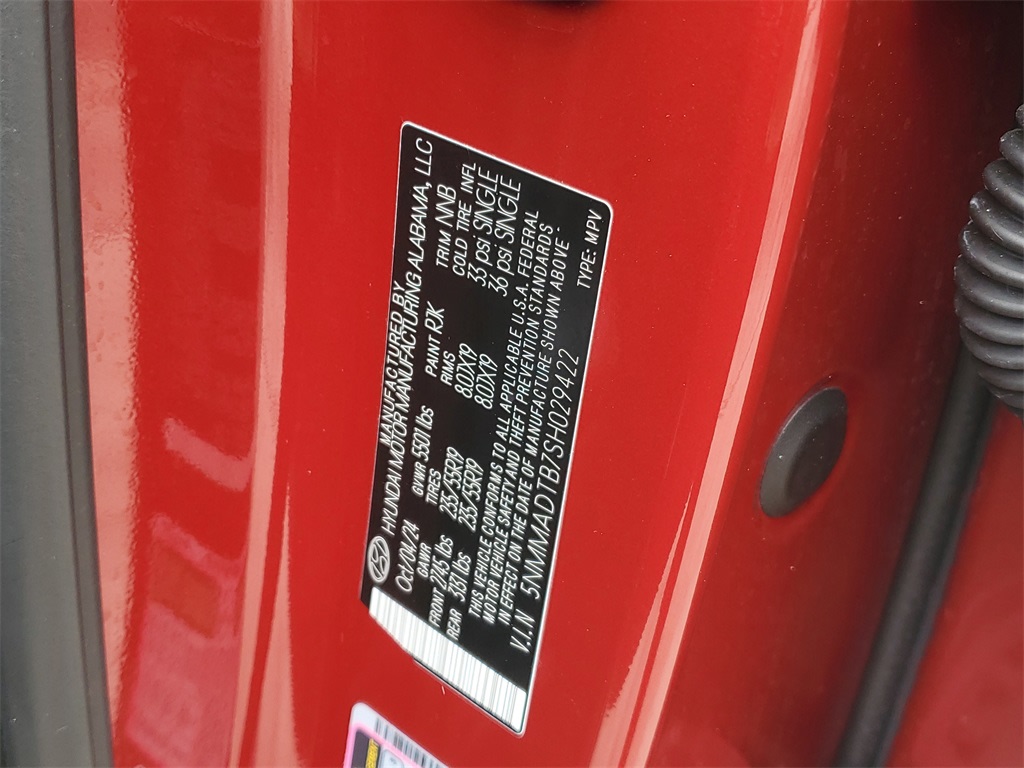 MANUFACTURED BY
HYUNDAI MOTOR MANUFACTURING ALABAMA, LLC
Oct/04/24 GVWR 5501 lbs PAINT RJK TRIM NNB
GAWR TIRES RIMS COLD TIRE INFL
FRONT 2745 lbs 235/55R19 8.0JX19 33 psi SINGLE
REAR 3031 lbs 235/55R19 8.0JX19 36 psi SINGLE
THIS VEHICLE CONFORMS TO ALL APPLICABLE U.S.A. FEDERAL
MOTOR VEHICLE SAFETY AND THEFT PREVENTION STANDARDS
IN EFFECT ON THE DATE OF MANUFACTURE SHOWN ABOVE
V.I.N 5NMMADTB7SH029422 TYPE: MPV